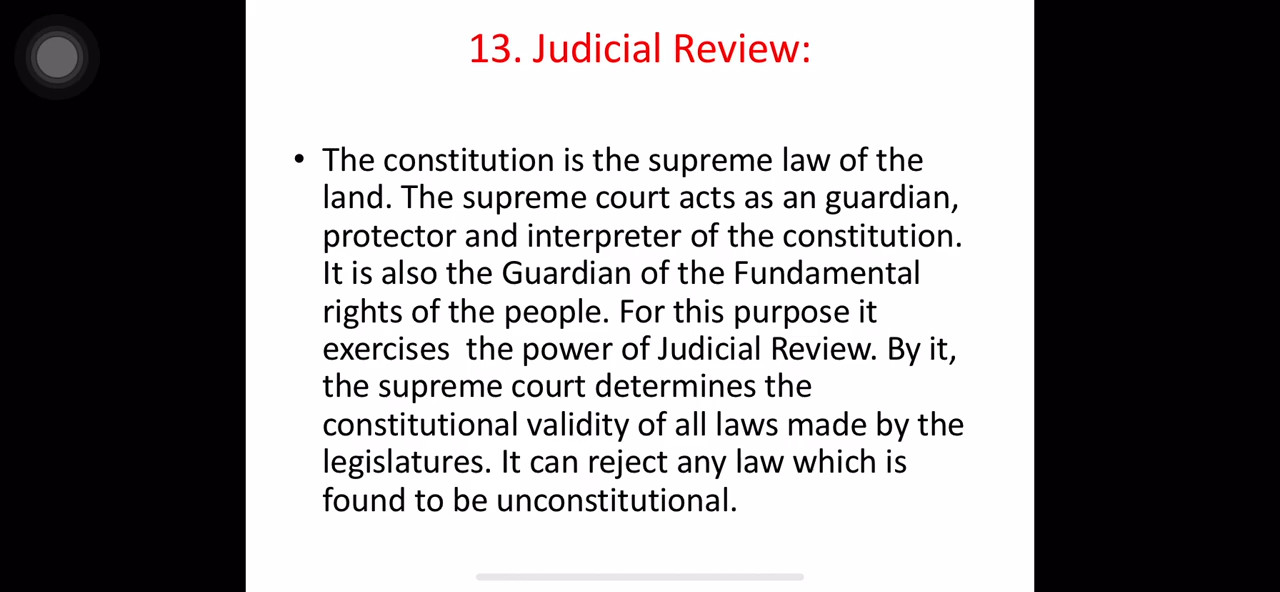 13. Judicial Review:
• The constitution is the supreme law of the
land. The supreme court acts as an guardian,
protector and interpreter of the constitution.
It is also the Guardian of the Fundamental
rights of the people. For this purpose it
exercises  the power of Judicial Review. By it,
the supreme court determines the
constitutional validity of all laws made by the
legislatures. It can reject any law which is
found to be unconstitutional.